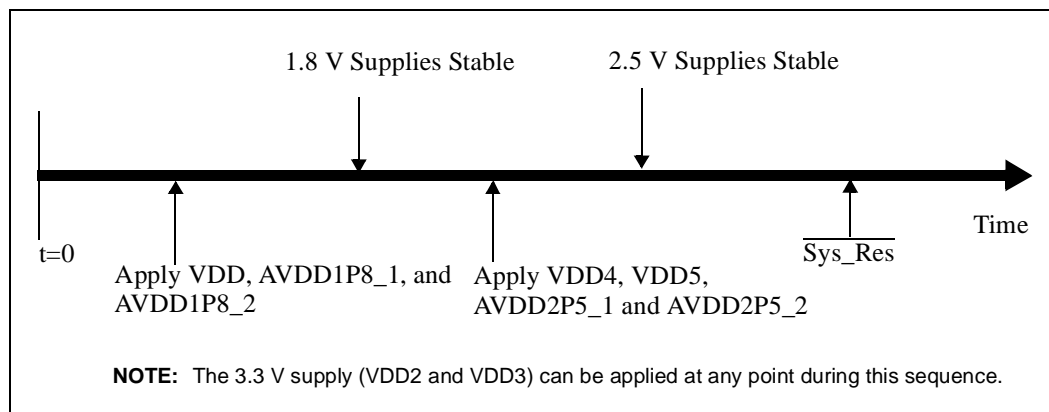 1.8 V Supplies Stable
2.5 V Supplies Stable
t=0
Time
Sys_Res
Apply VDD, AVDD1P8_1, and
AVDD1P8_2
Apply VDD4, VDD5,
AVDD2P5_1 and AVDD2P5_2
NOTE: The 3.3 V supply (VDD2 and VDD3) can be applied at any point during this sequence.